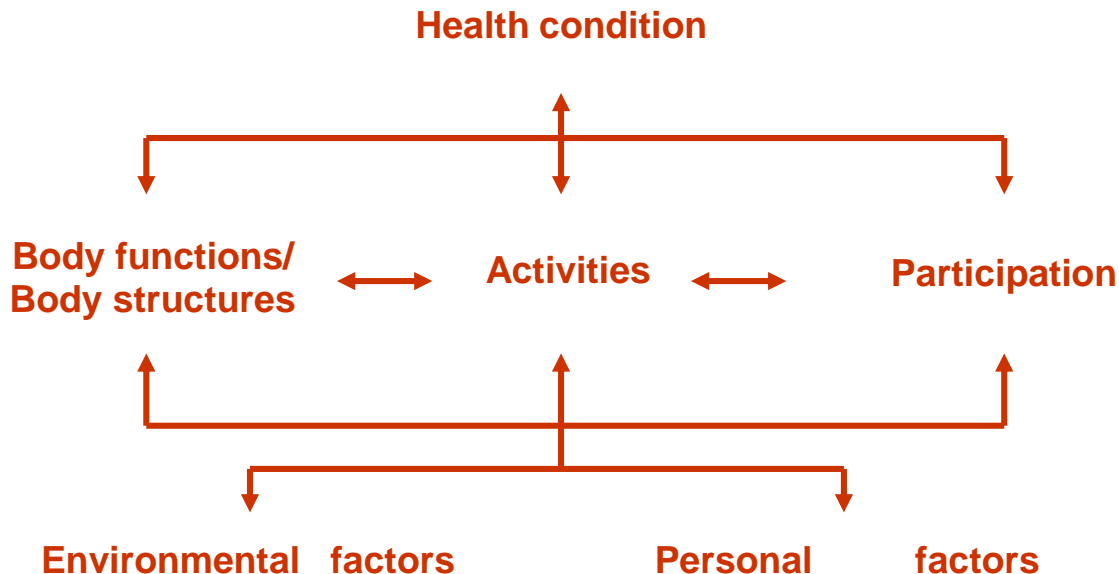 Health condition
Body functions/
Body structures
Activities
Participation
Environmental factors
Personal factors